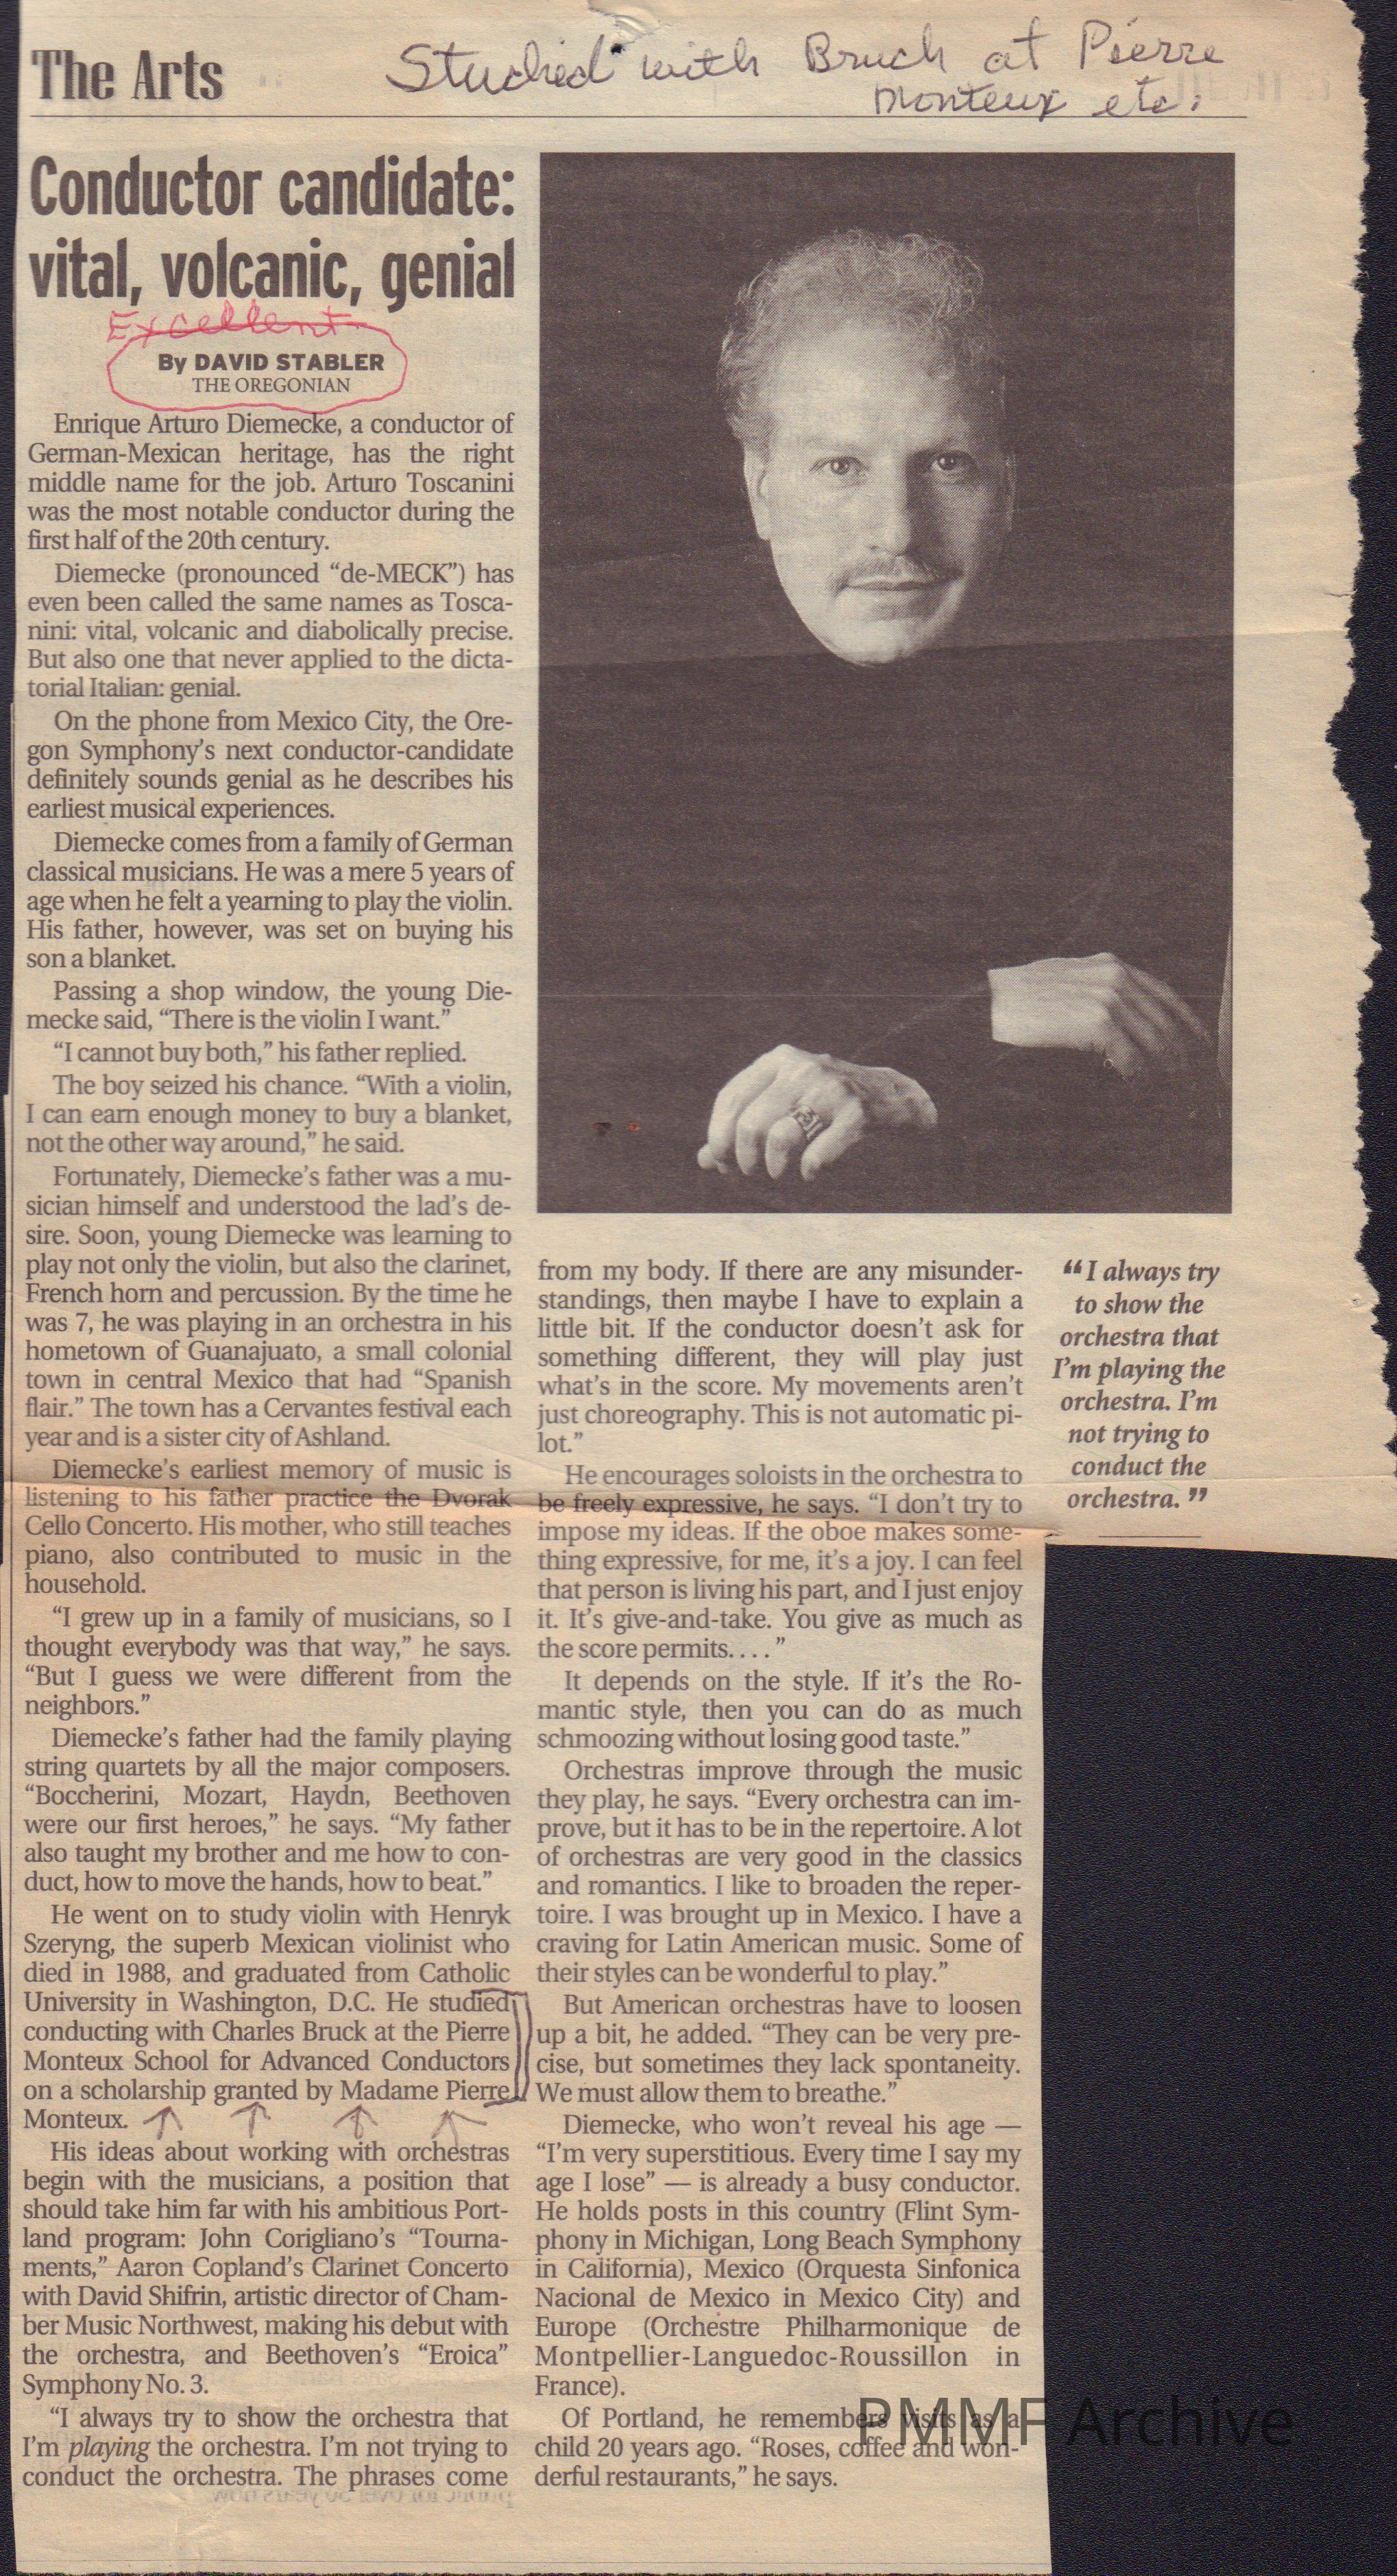 The Arts
Studied with Bruch at Pierre
Monteux etc.
Conductor candidate:
vital, volcanic, genial
Excellent
By DAVID STABLER
THE OREGONIAN
Enrique Arturo Diemecke, a conductor of
German-Mexican heritage, has the right
middle name for the job. Arturo Toscanini
was the most notable conductor during the
first half of the 20th century.
Diemecke (pronounced “de-MECK”) has
even been called the same names as Tosca-
nini: vital, volcanic and diabolically precise.
But also one that never applied to the dicta-
torial Italian: genial.
On the phone from Mexico City, the Ore-
gon Symphony’s next conductor-candidate
definitely sounds genial as he describes his
earliest musical experiences.
Diemecke comes from a family of German
classical musicians. He was a mere 5 years of
age when he felt a yearning to play the violin.
His father, however, was set on buying his
son a blanket.
Passing a shop window, the young Die-
mecke said, “There is the violin I want.”
“I cannot buy both,” his father replied.
The boy seized his chance. “With a violin,
I can earn enough money to buy a blanket,
not the other way around,” he said.
Fortunately, Diemecke’s father was a mu-
sician himself and understood the lad’s de-
sire. Soon, young Diemecke was learning to
play not only the violin, but also the clarinet,
French horn and percussion. By the time he
was 7, he was playing in an orchestra in his
hometown of Guanajuato, a small colonial
town in central Mexico that had “Spanish
flair.” The town has a Cervantes festival each
year and is a sister city of Ashland.
Diemecke’s earliest memory of music is
listening to his father practice the Dvorak
Cello Concerto. His mother, who still teaches
piano, also contributed to music in the
household.
“I grew up in a family of musicians, so I
thought everybody was that way,” he says.
“But I guess we were different from the
neighbors.”
Diemecke’s father had the family playing
string quartets by all the major composers.
“Boccherini, Mozart, Haydn, Beethoven
were our first heroes,” he says. “My father
also taught my brother and me how to con-
duct, how to move the hands, how to beat.”
He went on to study violin with Henryk
Szeryng, the superb Mexican violinist who
died in 1988, and graduated from Catholic
University in Washington, D.C. He studied
conducting with Charles Bruck at the Pierre
Monteux School for Advanced Conductors
on a scholarship granted by Madame Pierre
Monteux.
His ideas about working with orchestras
begin with the musicians, a position that
should take him far with his ambitious Port-
land program: John Corigliano’s “Tourna-
ments,” Aaron Copland’s Clarinet Concerto
with David Shifrin, artistic director of Cham-
ber Music Northwest, making his debut with
the orchestra, and Beethoven’s “Eroica”
Symphony No. 3.
“I always try to show the orchestra that
I’m playing the orchestra. I’m not trying to
conduct the orchestra. The phrases come
from my body. If there are any misunder-
standings, then maybe I have to explain a
little bit. If the conductor doesn’t ask for
something different, they will play just
what’s in the score. My movements aren’t
just choreography. This is not automatic pi-
lot.”
He encourages soloists in the orchestra to
be freely expressive, he says. “I don’t try to
impose my ideas. If the oboe makes some-
thing expressive, for me, it’s a joy. I can feel
that person is living his part, and I just enjoy
it. It’s give-and-take. You give as much as
the score permits. . . . ”
It depends on the style. If it’s the Ro-
mantic style, then you can do as much
schmoozing without losing good taste.”
Orchestras improve through the music
they play, he says. “Every orchestra can im-
prove, but it has to be in the repertoire. A lot
of orchestras are very good in the classics
and romantics. I like to broaden the reper-
toire. I was brought up in Mexico. I have a
craving for Latin American music. Some of
their styles can be wonderful to play.”
But American orchestras have to loosen
up a bit, he added. “They can be very pre-
cise, but sometimes they lack spontaneity.
We must allow them to breathe.”
Diemecke, who won’t reveal his age —
“I’m very superstitious. Every time I say my
age I lose” — is already a busy conductor.
He holds posts in this country (Flint Sym-
phony in Michigan, Long Beach Symphony
in California), Mexico (Orquesta Sinfonica
Nacional de Mexico in Mexico City) and
Europe (Orchestre Philharmonique de
Montpellier-Languedoc-Roussillon in
France).
Of Portland, he remembers visits as a
child 20 years ago. “Roses, coffee and won-
derful restaurants,” he says.
“I always try
to show the
orchestra that
I’m playing the
orchestra. I’m
not trying to
conduct the
orchestra.”
PMMF Archive